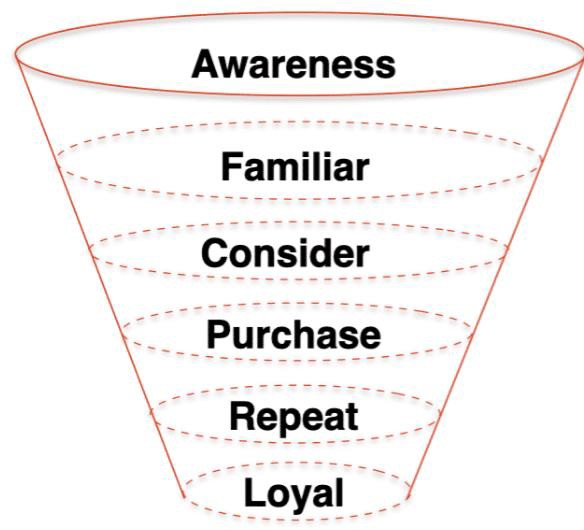 Awareness
Familiar
Consider
Purchase
Repeat
Loyal